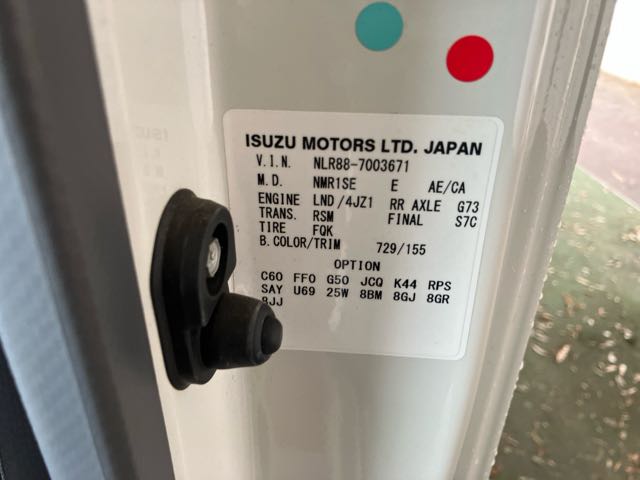 ISUZU MOTORS LTD. JAPAN
V.I.N. NLR88-7003671
M.D. NMR1SE E AE/CA
ENGINE LND/4JZ1 RR AXLE G73
TRANS. RSM FINAL S7C
TIRE FQK
B.COLOR/TRIM 729/155
OPTION
C60 FF0 G50 JCQ K44 RPS
SAY U69 25W 8BM 8GJ 8GR
8JJ